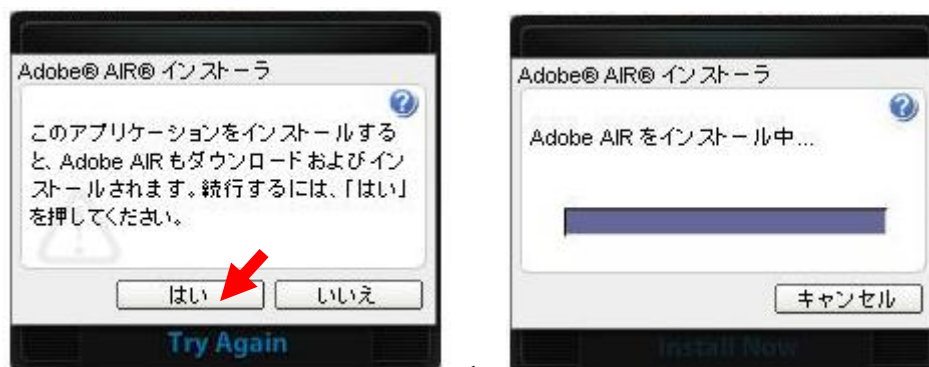 Adobe® AIR® インストーラ
このアプリケーションをインストールする
と、Adobe AIR もダウンロードおよびイン
ストールされます。続行するには、「はい」
を押してください。
はい
いいえ
Try Again
Adobe® AIR® インストーラ
Adobe AIR をインストール中...
キャンセル
Install Now